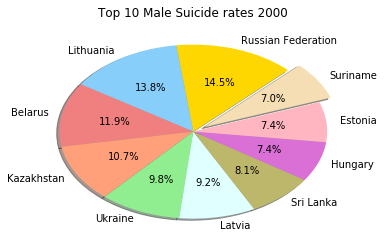 Top 10 Male Suicide rates 2000
Russian Federation
14.5%
Lithuania
13.8%
Belarus
11.9%
Kazakhstan
10.7%
Ukraine
9.8%
Latvia
9.2%
Sri Lanka
8.1%
Hungary
7.4%
Estonia
7.4%
Suriname
7.0%